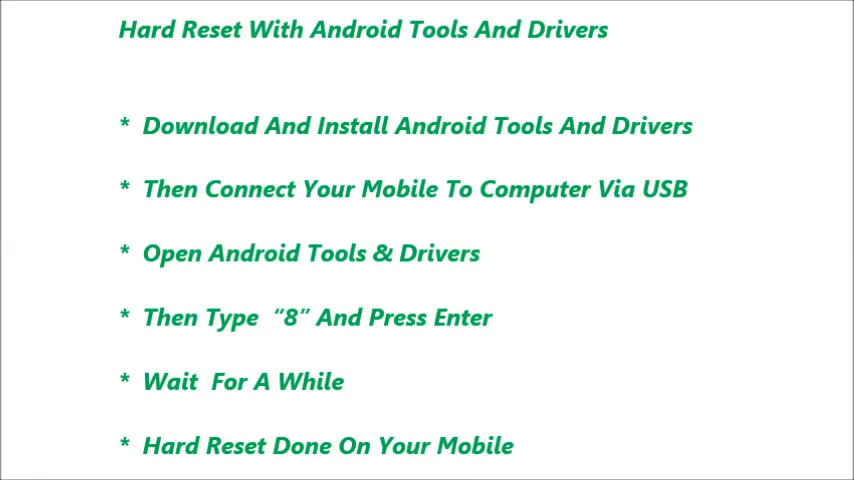 Hard Reset With Android Tools And Drivers
* Download And Install Android Tools And Drivers
* Then Connect Your Mobile To Computer Via USB
* Open Android Tools & Drivers
* Then Type “8” And Press Enter
* Wait For A While
* Hard Reset Done On Your Mobile